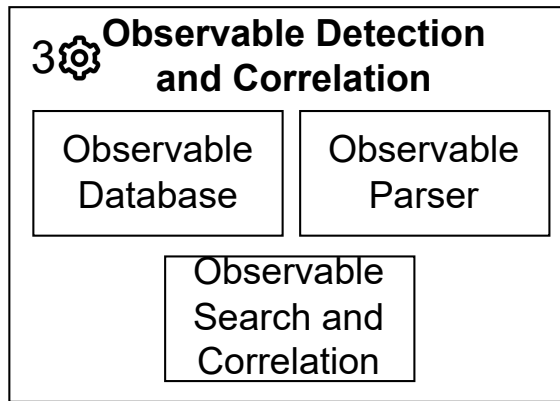 3 Observable Detection
and Correlation
Observable
Database
Observable
Parser
Observable
Search and
Correlation